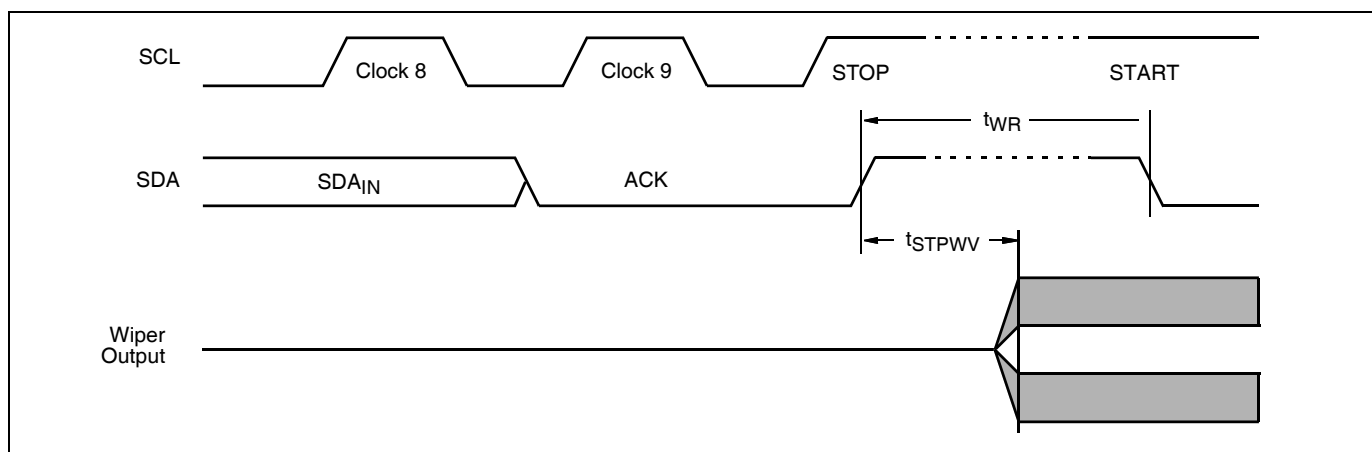 SCL
Clock 8
Clock 9
STOP
START
tWR
SDA
SDAIN
ACK
tSTPWV
Wiper
Output